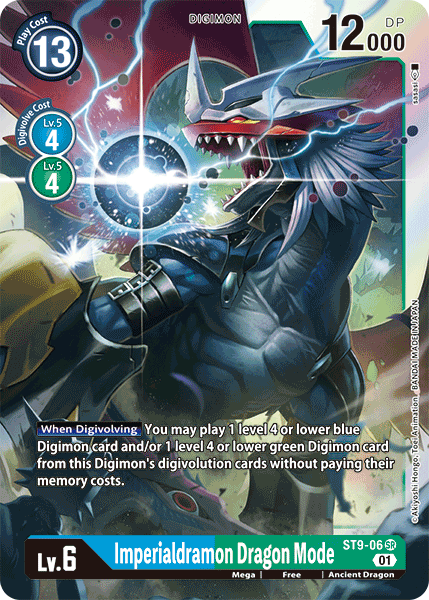 Play Cost
13
DIGIMON
12000
DP
sasasi
Digivolve Cost
Lv.5
4
Lv.5
4
When Digivolving You may play 1 level 4 or lower blue
Digimon card and/or 1 level 4 or lower green Digimon card
from this Digimon's digivolution cards without paying their
memory costs.
©Akiyoshi Hongo, Toei Animation BANDAI MADE IN JAPAN
Lv.6
Imperialdramon Dragon Mode
ST9-06 SR
01
Mega | Free | Ancient Dragon